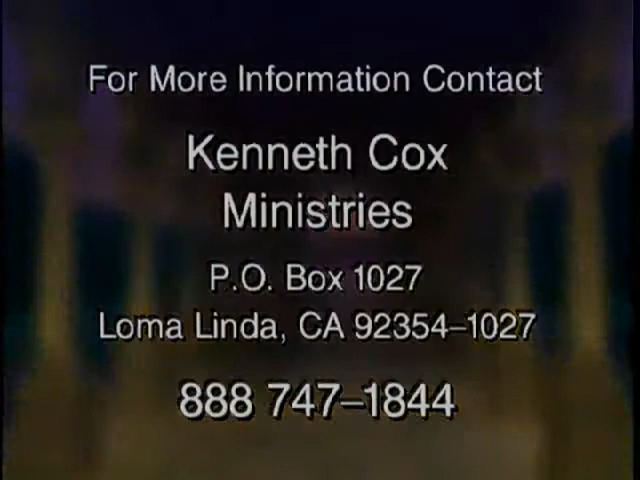 For More Information Contact
Kenneth Cox
Ministries
P.O. Box 1027
Loma Linda, CA 92354–1027
888 747–1844